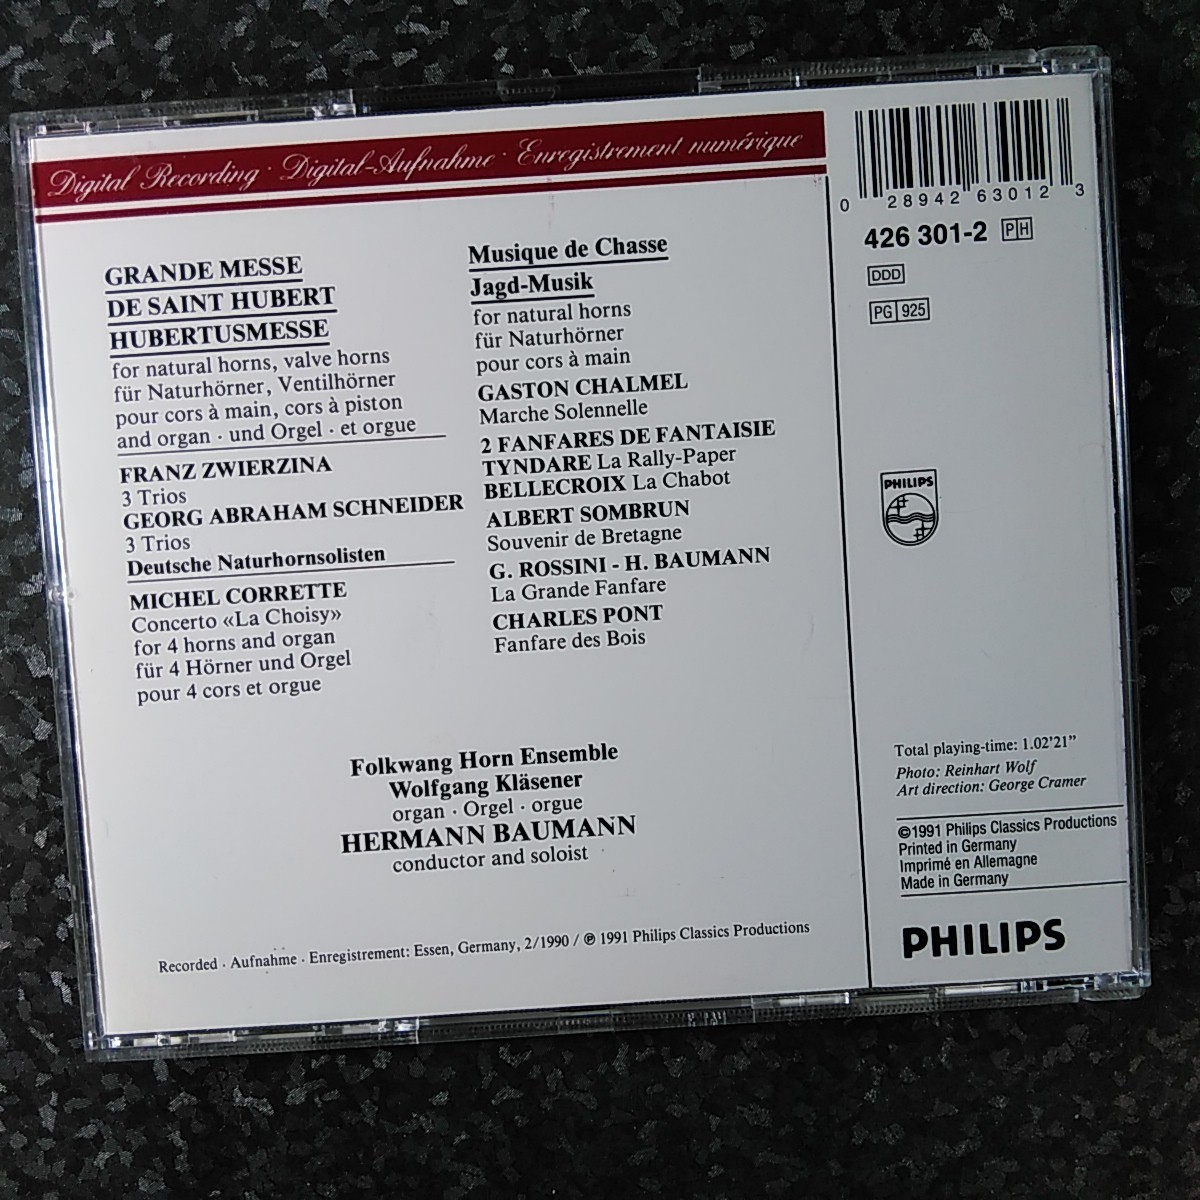 Digital Recording · Digital-Aufnahme · Enregistrement numérique
GRANDE MESSE
DE SAINT HUBERT
HUBERTUSMESSE
for natural horns, valve horns
für Naturhörner, Ventilhörner
pour cors à main, cors à piston
and organ · und Orgel · et orgue
FRANZ ZWIERZINA
3 Trios
GEORG ABRAHAM SCHNEIDER
3 Trios
Deutsche Naturhornsolisten
MICHEL CORRETTE
Concerto «La Choisy»
for 4 horns and organ
für 4 Hörner und Orgel
pour 4 cors et orgue
Musique de Chasse
Jagd-Musik
for natural horns
für Naturhörner
pour cors à main
GASTON CHALMEL
Marche Solennelle
2 FANFARES DE FANTAISIE
TYNDARE La Rally-Paper
BELLECROIX La Chabot
ALBERT SOMBRUN
Souvenir de Bretagne
G. ROSSINI - H. BAUMANN
La Grande Fanfare
CHARLES PONT
Fanfare des Bois
Folkwang Horn Ensemble
Wolfgang Kläsener
organ · Orgel · orgue
HERMANN BAUMANN
conductor and soloist
Recorded · Aufnahme · Enregistrement: Essen, Germany, 2/1990 / ℗ 1991 Philips Classics Productions
0 28942 63012 3
426 301-2 PH
DDD
PG 925
PHILIPS
Total playing-time: 1.02'21"
Photo: Reinhart Wolf
Art direction: George Cramer
©1991 Philips Classics Productions
Printed in Germany
Imprimé en Allemagne
Made in Germany
PHILIPS